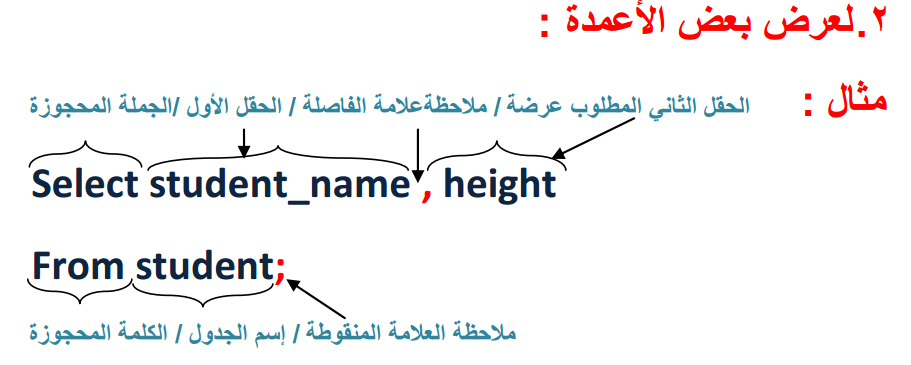 ٢.لعرض بعض الأعمدة :
مثال :
الحقل الثاني المطلوب عرضة / ملاحظةعلامة الفاصلة / الحقل الأول /الجملة المحجوزة
Select student_name , height
From student;
ملاحظة العلامة المنقوطة / إسم الجدول / الكلمة المحجوزة